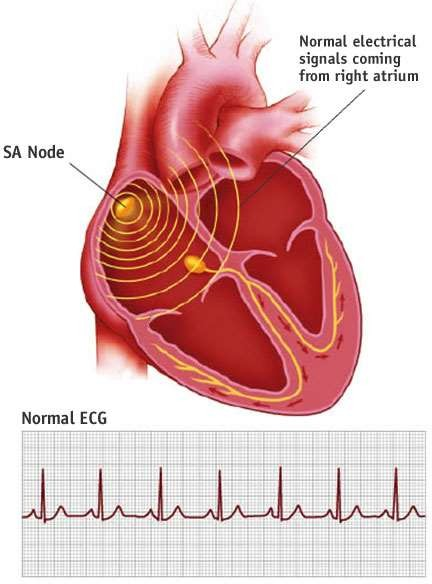 Normal electrical
signals coming
from right atrium
SA Node
Normal ECG